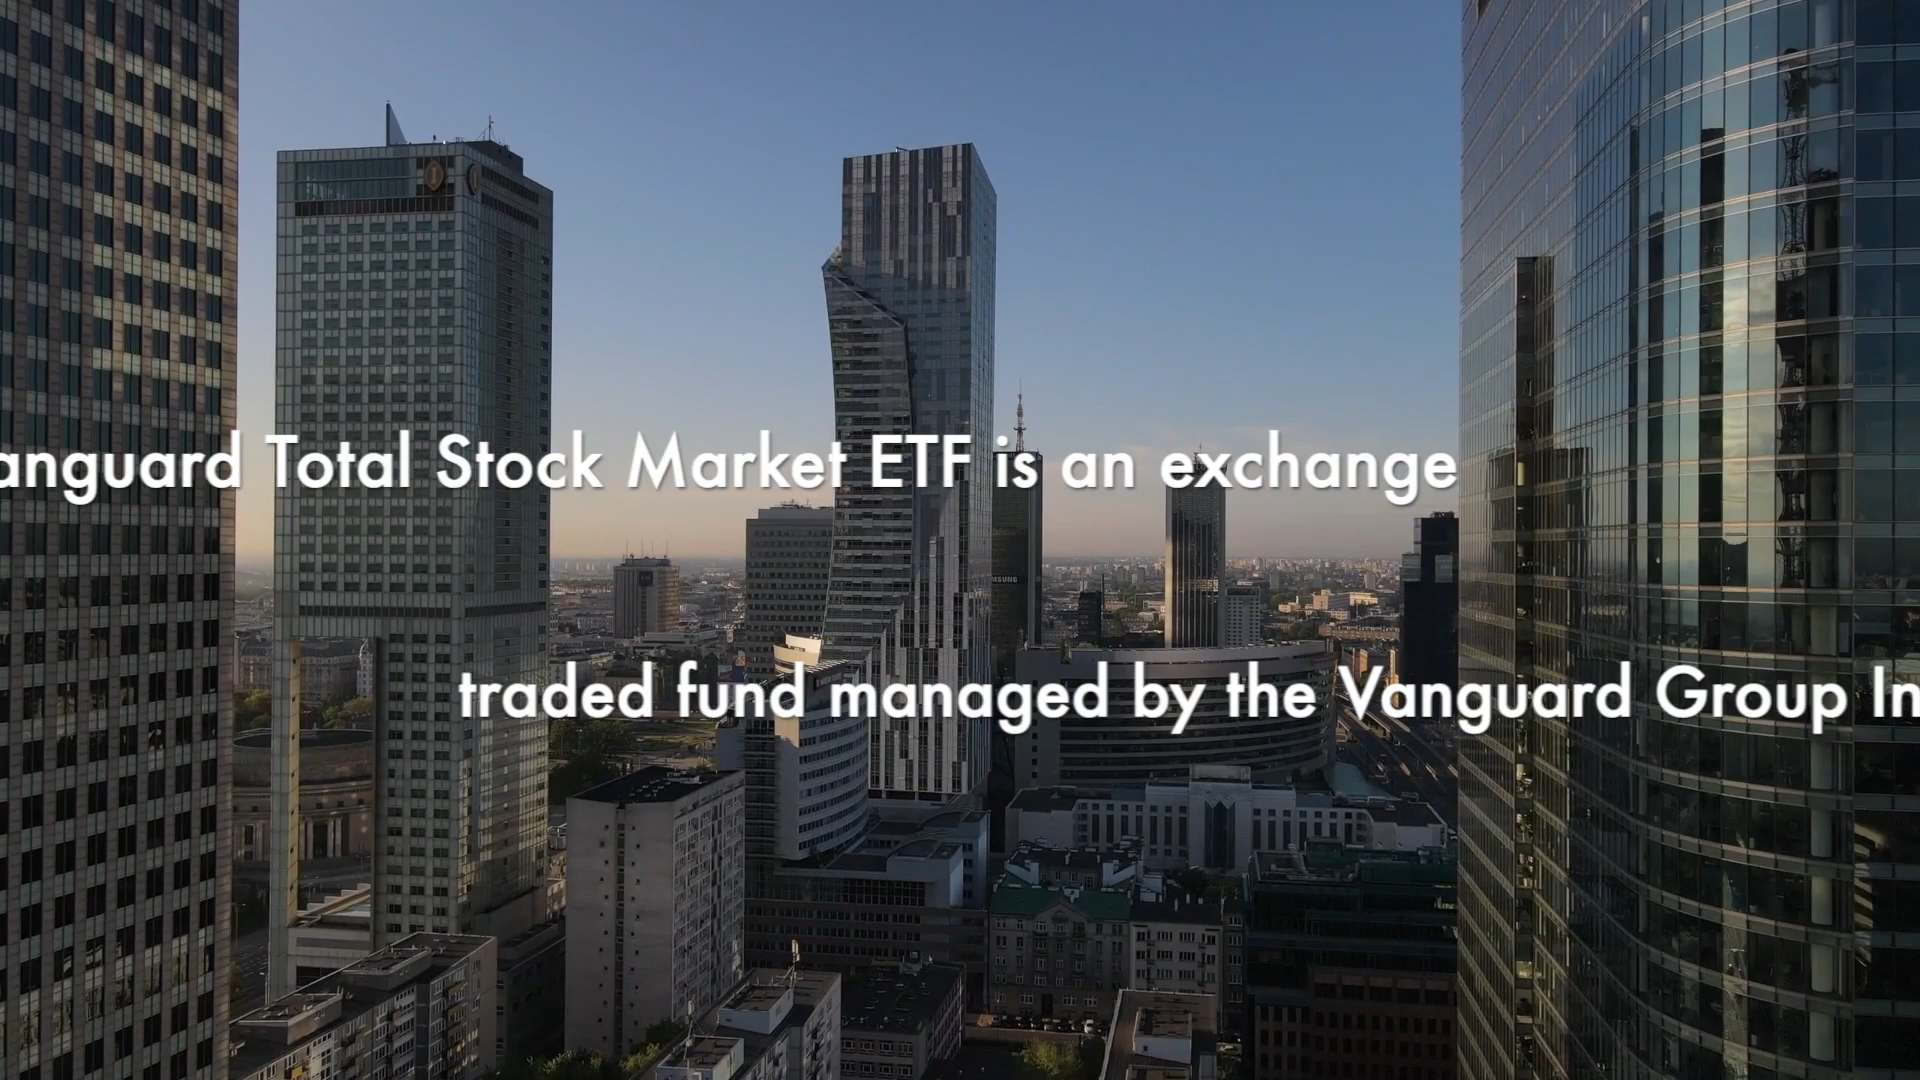 anguard Total Stock Market ETF is an exchange
traded fund managed by the Vanguard Group In